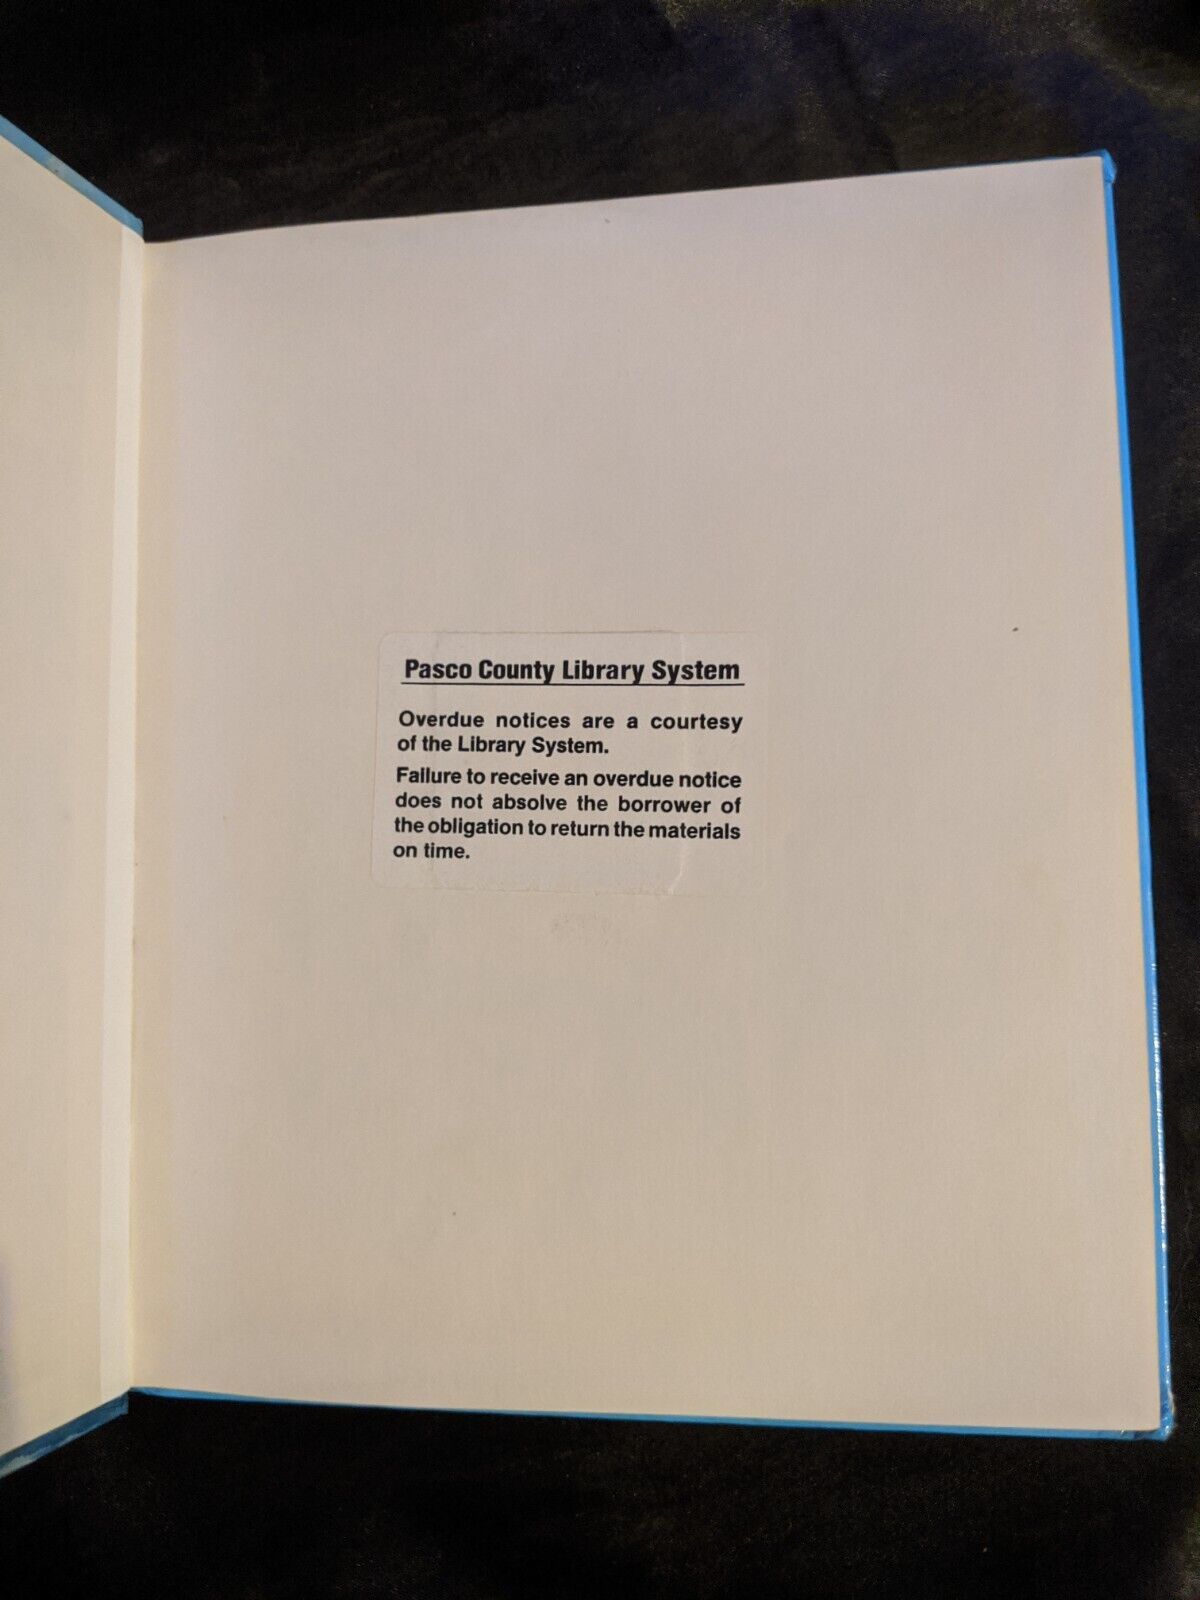 Pasco County Library System
Overdue notices are a courtesy
of the Library System.
Failure to receive an overdue notice
does not absolve the borrower of
the obligation to return the materials
on time.